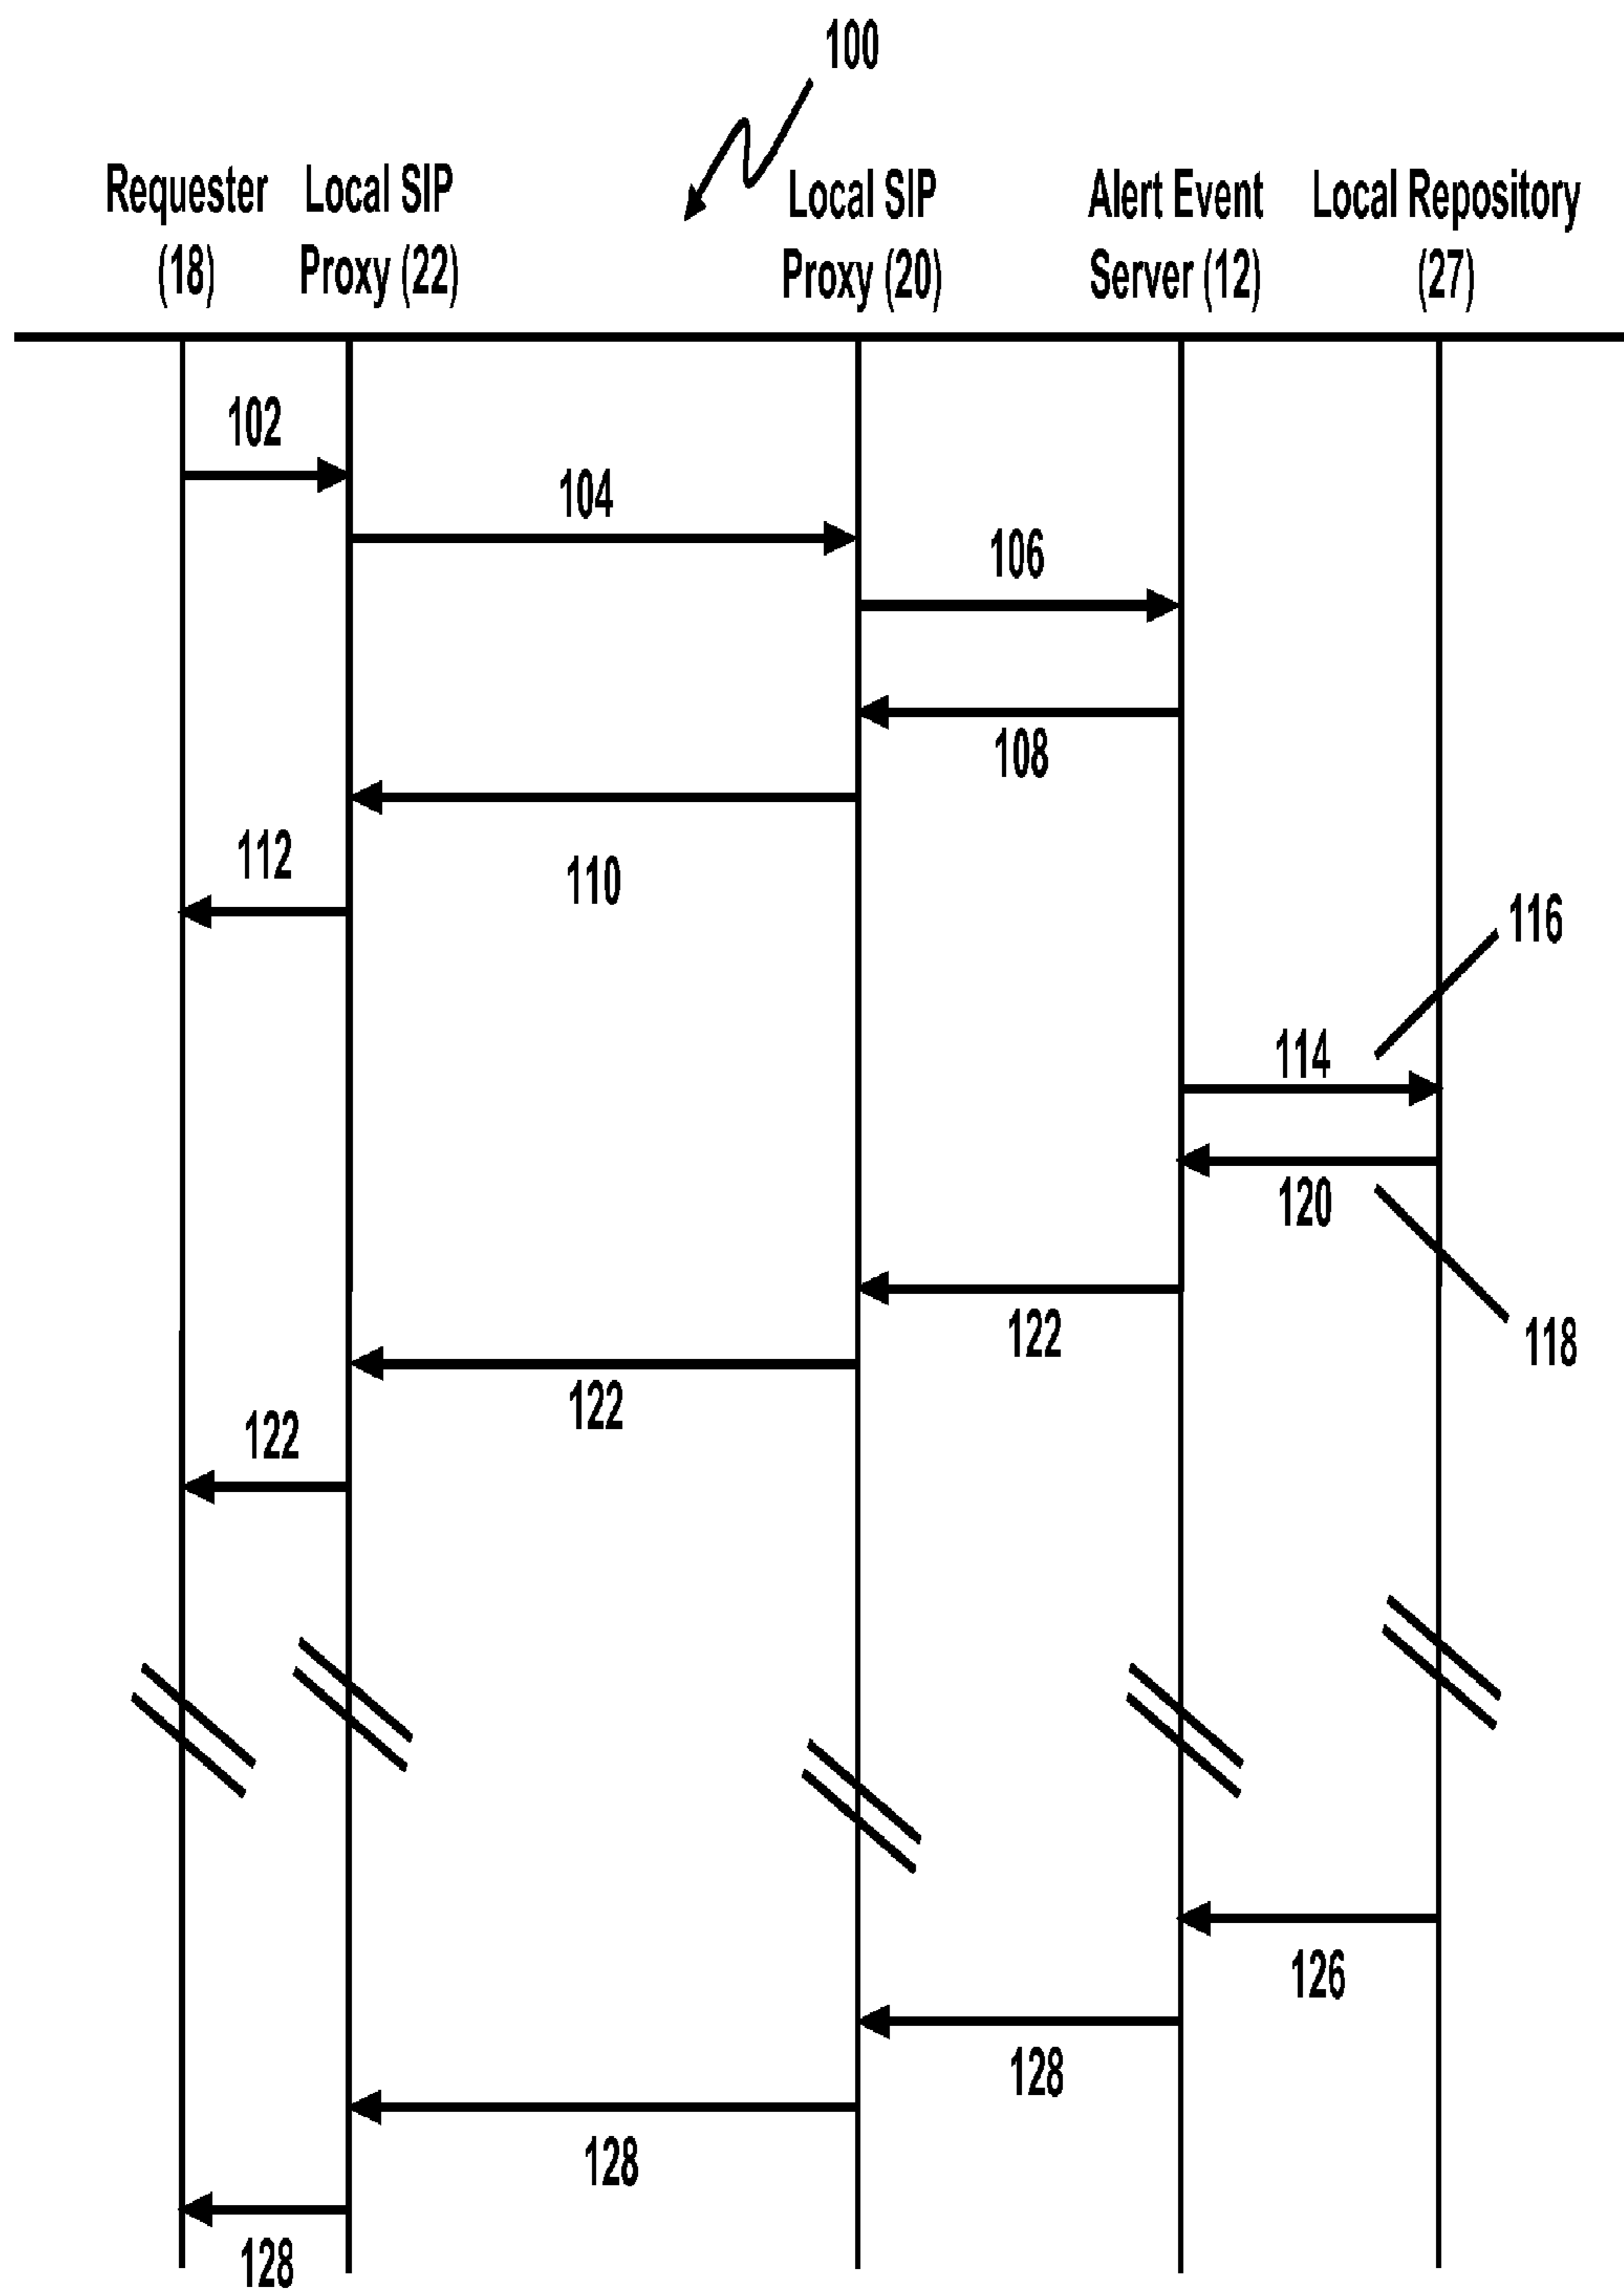 100
Requester
(18)
Local SIP
Proxy (22)
Local SIP
Proxy (20)
Alert Event
Server (12)
Local Repository
(27)
102
104
106
108
110
112
116
114
120
118
122
122
122
126
128
128
128